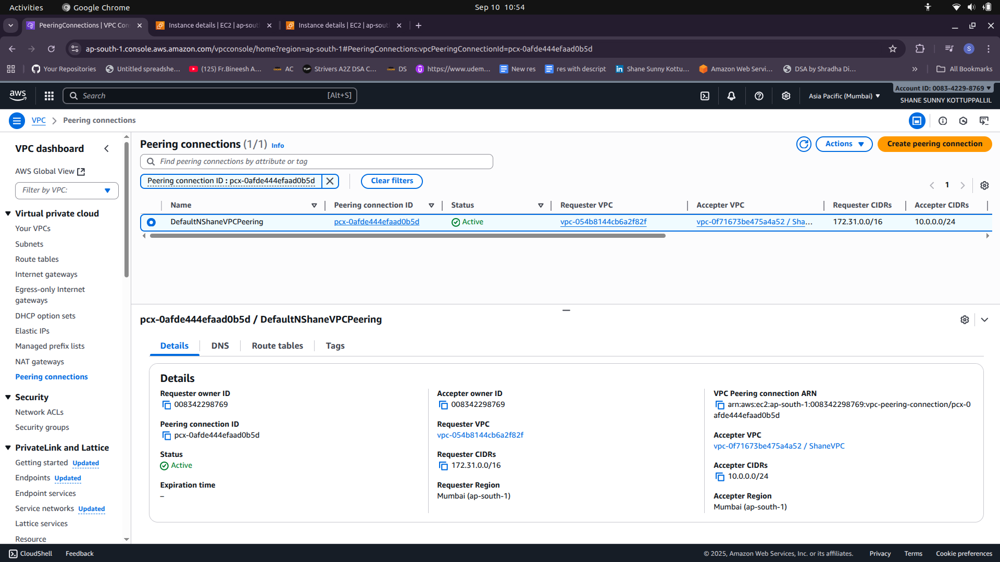 Activities
Google Chrome
Sep 10 10:54
PeeringConnections | VPC Con
Instance details | EC2 | ap-sout
Instance details | EC2 | ap-sout
ap-south-1.console.aws.amazon.com/vpcconsole/home?region=ap-south-1#PeeringConnections:vpcPeeringConnectionId=pcx-0afde444efaad0b5d
S
Your Repositories
Untitled spreadshe...
(125) Fr.Bineesh A...
AC
Strivers A2Z DSA C...
DS
https://www.udem...
New res
res with descript
Shane Sunny Kottu...
Amazon Web Servi...
DSA by Shradha Di...
All Bookmarks
aws
Search
[Alt+S]
Asia Pacific (Mumbai)
Account ID: 0083-4229-8769
SHANE SUNNY KOTTUPPALLIL
VPC
Peering connections
VPC dashboard
AWS Global View
Filter by VPC:
Virtual private cloud
Your VPCs
Subnets
Route tables
Internet gateways
Egress-only Internet
gateways
DHCP option sets
Elastic IPs
Managed prefix lists
NAT gateways
Peering connections
Security
Network ACLs
Security groups
PrivateLink and Lattice
Getting started Updated
Endpoints Updated
Endpoint services
Service networks Updated
Lattice services
Resource
Peering connections (1/1) Info
Actions
Create peering connection
Find peering connections by attribute or tag
Peering connection ID : pcx-0afde444efaad0b5d
Clear filters
1
Name
Peering connection ID
Status
Requester VPC
Accepter VPC
Requester CIDRs
Accepter CIDRs
DefaultNShaneVPCPeering
pcx-0afde444efaad0b5d
Active
vpc-054b8144cb6a2f82f
vpc-0f71673be475a4a52 / Sha...
172.31.0.0/16
10.0.0.0/24
pcx-0afde444efaad0b5d / DefaultNShaneVPCPeering
Details
DNS
Route tables
Tags
Details
Requester owner ID
008342298769
Peering connection ID
pcx-0afde444efaad0b5d
Status
Active
Expiration time
–
Accepter owner ID
008342298769
Requester VPC
vpc-054b8144cb6a2f82f
Requester CIDRs
172.31.0.0/16
Requester Region
Mumbai (ap-south-1)
VPC Peering connection ARN
arn:aws:ec2:ap-south-1:008342298769:vpc-peering-connection/pcx-0
afde444efaad0b5d
Accepter VPC
vpc-0f71673be475a4a52 / ShaneVPC
Accepter CIDRs
10.0.0.0/24
Accepter Region
Mumbai (ap-south-1)
CloudShell
Feedback
© 2025, Amazon Web Services, Inc. or its affiliates.
Privacy
Terms
Cookie preferences